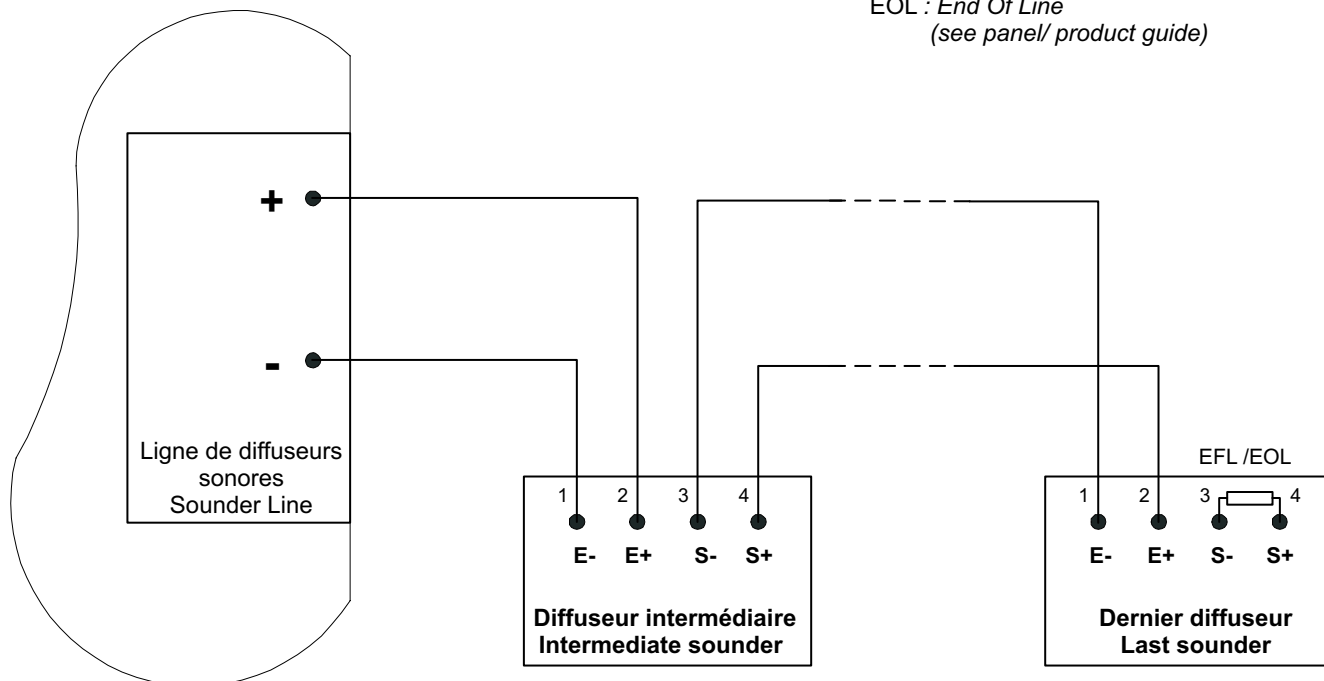 EOL : End Of Line
(see panel/ product guide)
+
-
Ligne de diffuseurs
sonores
Sounder Line
1 2 3 4
E- E+ S- S+
Diffuseur intermédiaire
Intermediate sounder
EFL /EOL
1 2 3 4
E- E+ S- S+
Dernier diffuseur
Last sounder